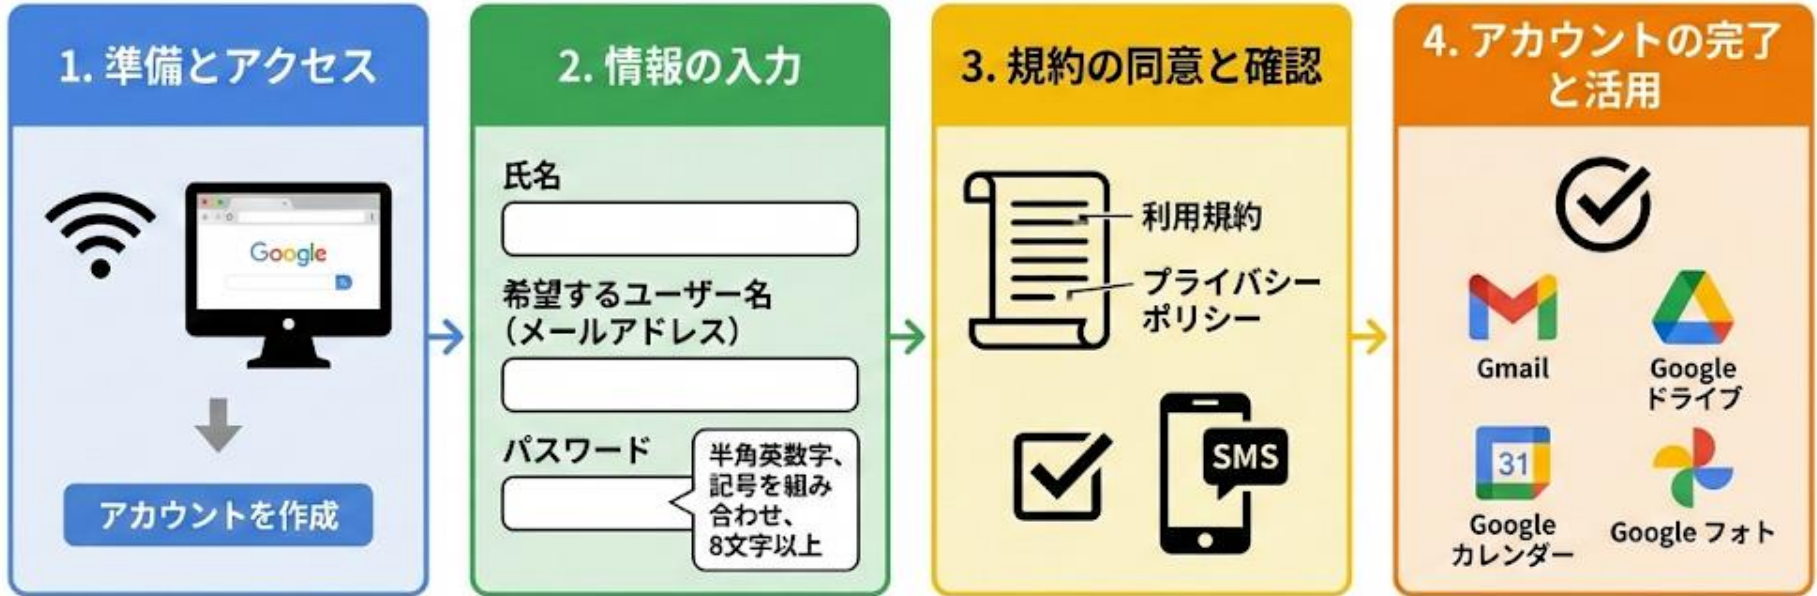 1. 準備とアクセス
Google
アカウントを作成
2. 情報の入力
氏名
希望するユーザー名
（メールアドレス）
パスワード
半角英数字、
記号を組み
合わせ、
8文字以上
3. 規約の同意と確認
利用規約
プライバシー
ポリシー
SMS
4. アカウントの完了
と活用
Gmail
Google
ドライブ
31
Google
カレンダー
Google フォト